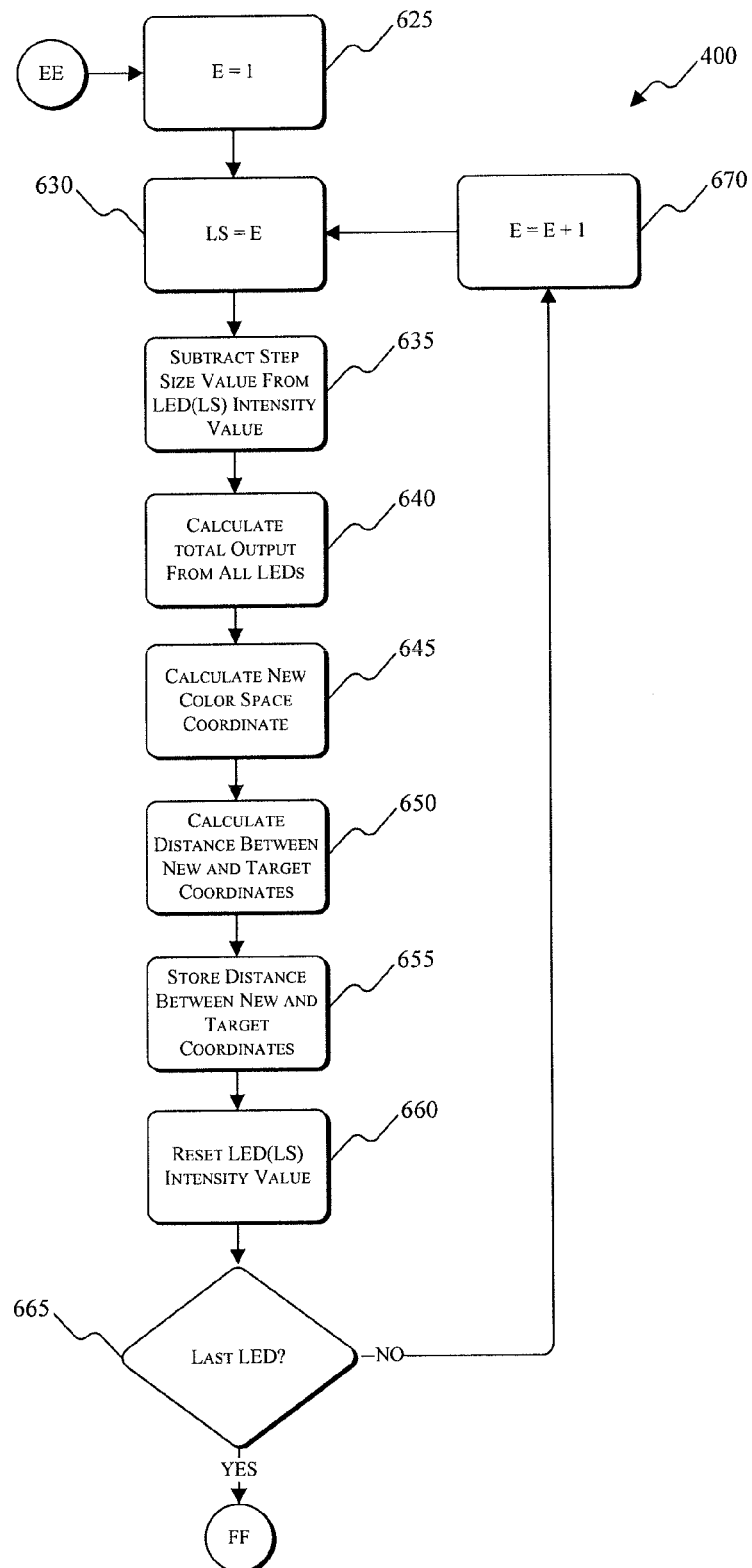 625
EE
E = 1
400
630
LS = E
670
E = E + 1
635
SUBTRACT STEP
SIZE VALUE FROM
LED(LS) INTENSITY
VALUE
640
CALCULATE
TOTAL OUTPUT
FROM ALL LEDS
645
CALCULATE NEW
COLOR SPACE
COORDINATE
650
CALCULATE
DISTANCE BETWEEN
NEW AND TARGET
COORDINATES
655
STORE DISTANCE
BETWEEN NEW AND
TARGET
COORDINATES
660
RESET LED(LS)
INTENSITY VALUE
665
LAST LED?
NO
YES
FF